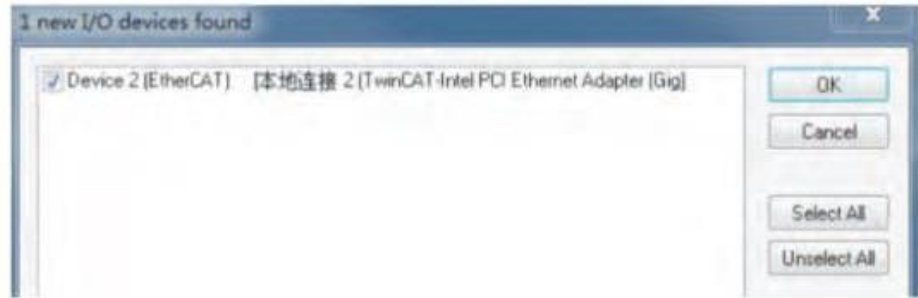 1 new I/O devices found
Device 2 (EtherCAT) [本地连接 2 (TwinCAT-Intel PCI Ethernet Adapter (Gig)
OK
Cancel
Select All
Unselect All